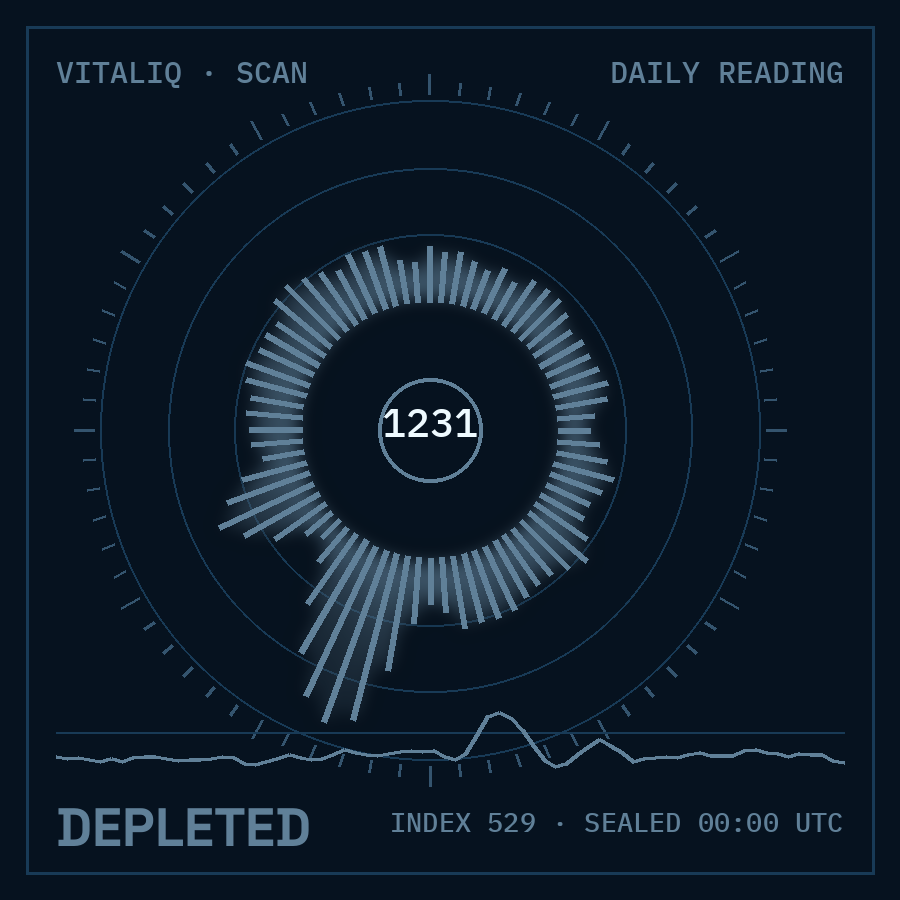 VITALIQ · SCAN
DAILY READING
1231
DEPLETED
INDEX 529 · SEALED 00:00 UTC